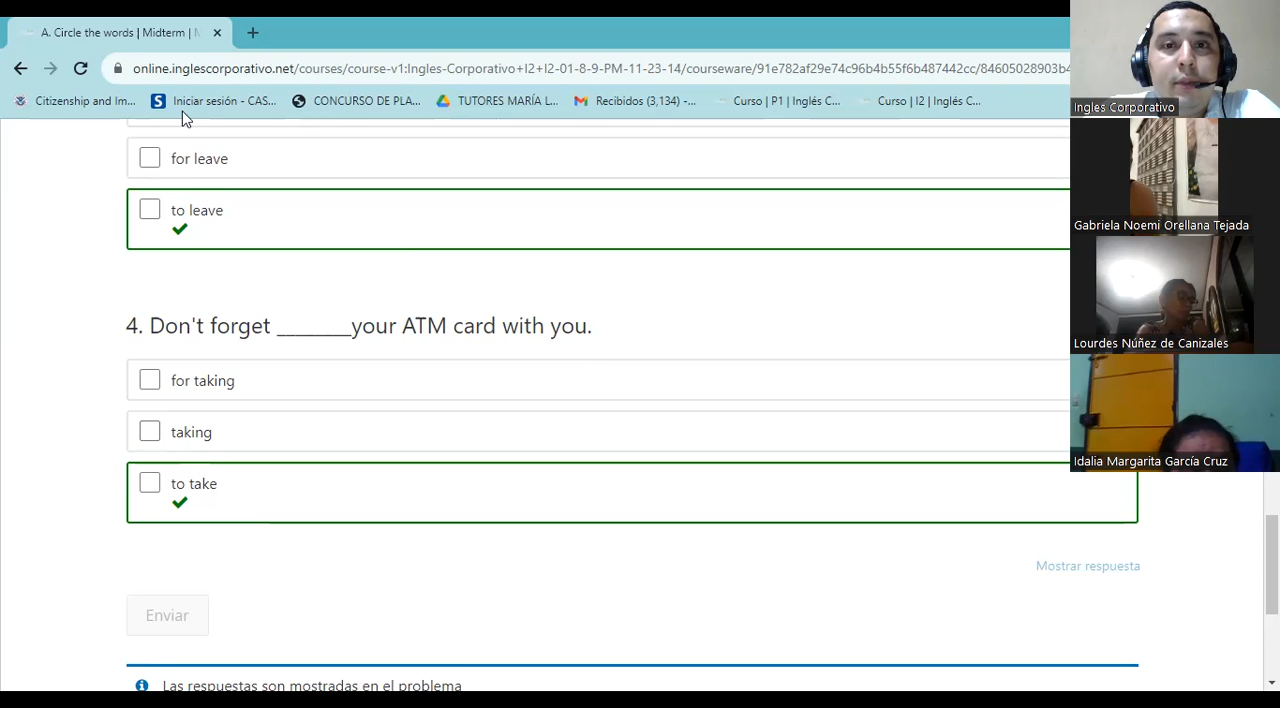 A. Circle the words | Midterm |
online.inglescorporativo.net/courses/course-v1:Ingles-Corporativo+I2+I2-01-8-9-PM-11-23-14/courseware/91e782af29e74c96b4b55f6b487442cc/84605028903b4
Citizenship and Im... Iniciar sesión - CAS... CONCURSO DE PLA... TUTORES MARÍA L... Recibidos (3,134) -... Curso | P1 | Inglés C... Curso | I2 | Inglés C...
Ingles Corporativo
for leave
to leave
Gabriela Noemi Orellana Tejada
4. Don't forget ________your ATM card with you.
Lourdes Núñez de Canizales
for taking
taking
Idalia Margarita García Cruz
to take
Mostrar respuesta
Enviar
Las respuestas son mostradas en el problema